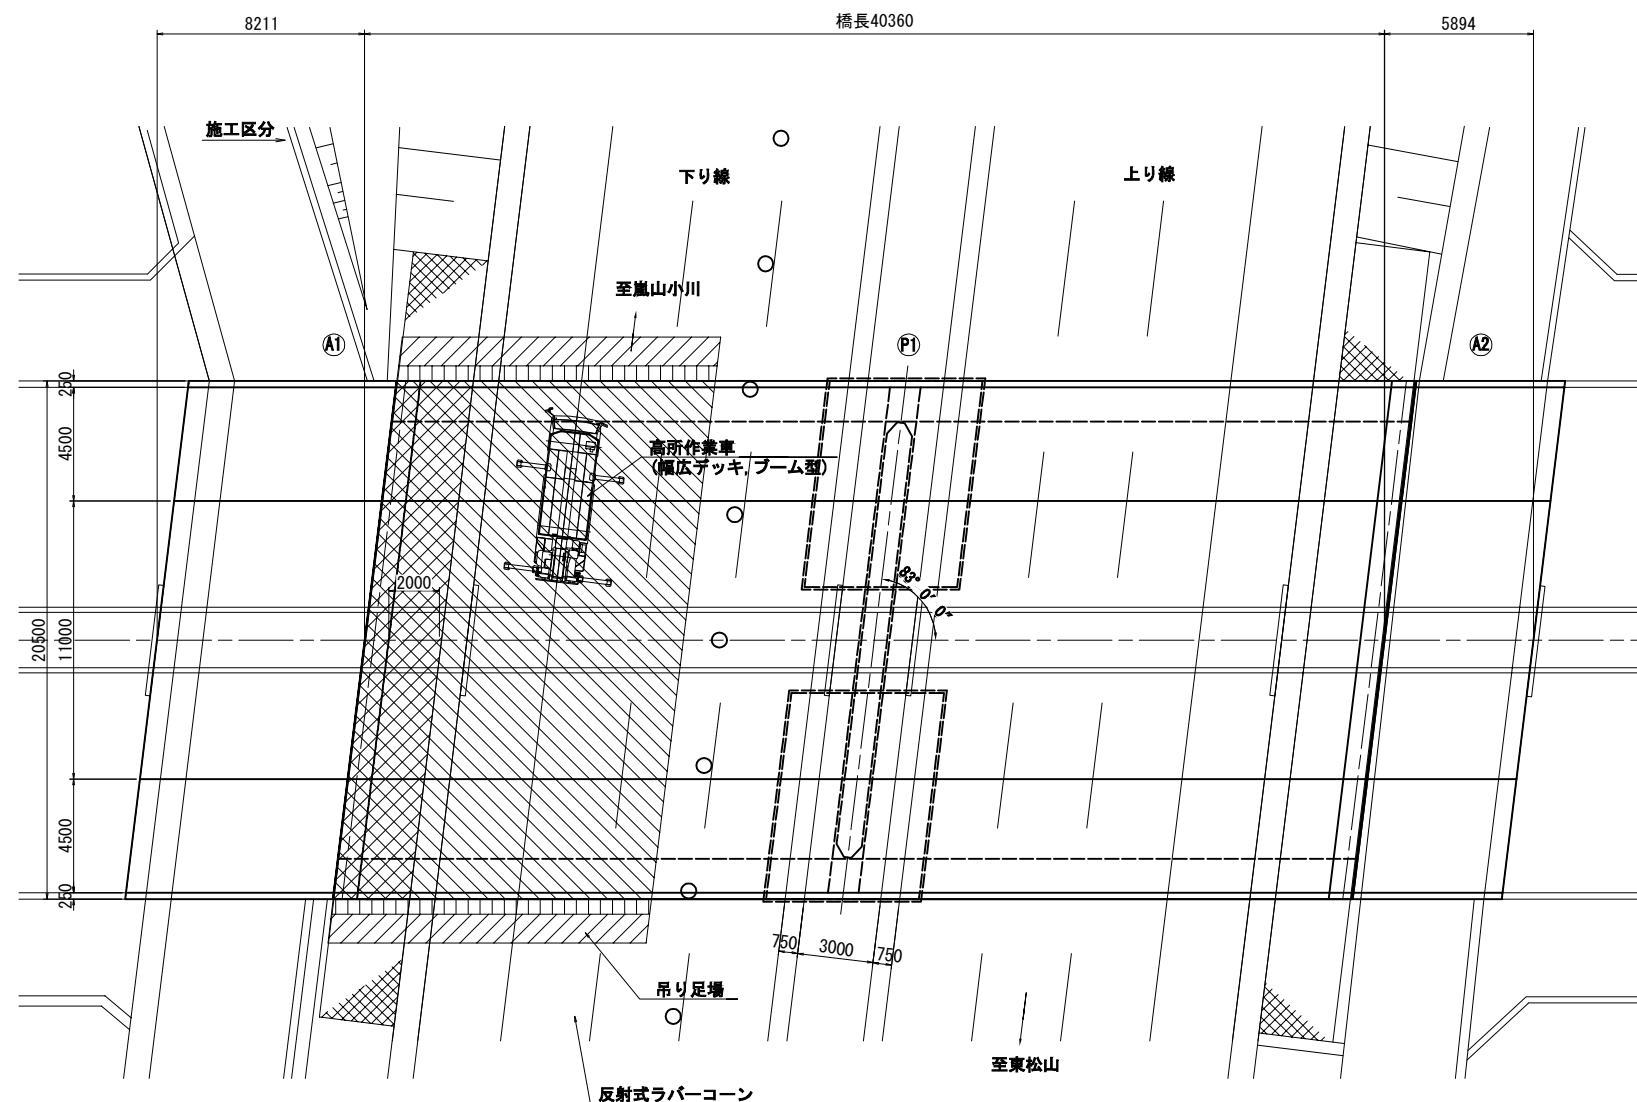 8211
橋長40360
5894
施工区分
下り線
上り線
至嵐山小川
A1
P1
A2
250
4500
11000
20500
4500
250
高所作業車
(幅広デッキ,ブーム型)
2000
83° 0′ 0″
750
3000
750
吊り足場
至東松山
反射式ラバーコーン